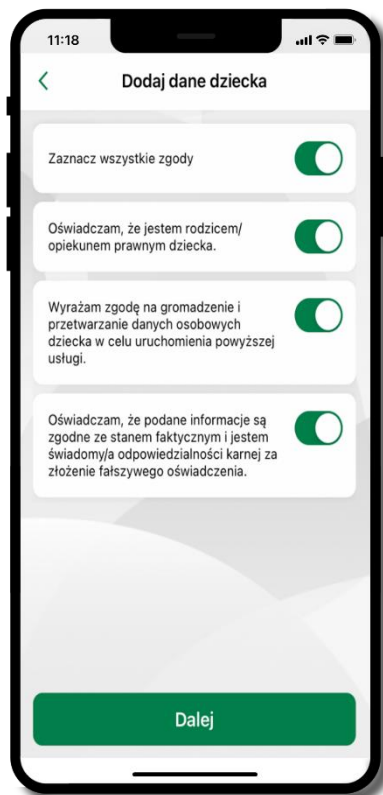 11:18
Dodaj dane dziecka
Zaznacz wszystkie zgody
Oświadczam, że jestem rodzicem/
opiekunem prawnym dziecka.
Wyrażam zgodę na gromadzenie i
przetwarzanie danych osobowych
dziecka w celu uruchomienia powyższej
usługi.
Oświadczam, że podane informacje są
zgodne ze stanem faktycznym i jestem
świadomy/a odpowiedzialności karnej za
złożenie fałszywego oświadczenia.
Dalej